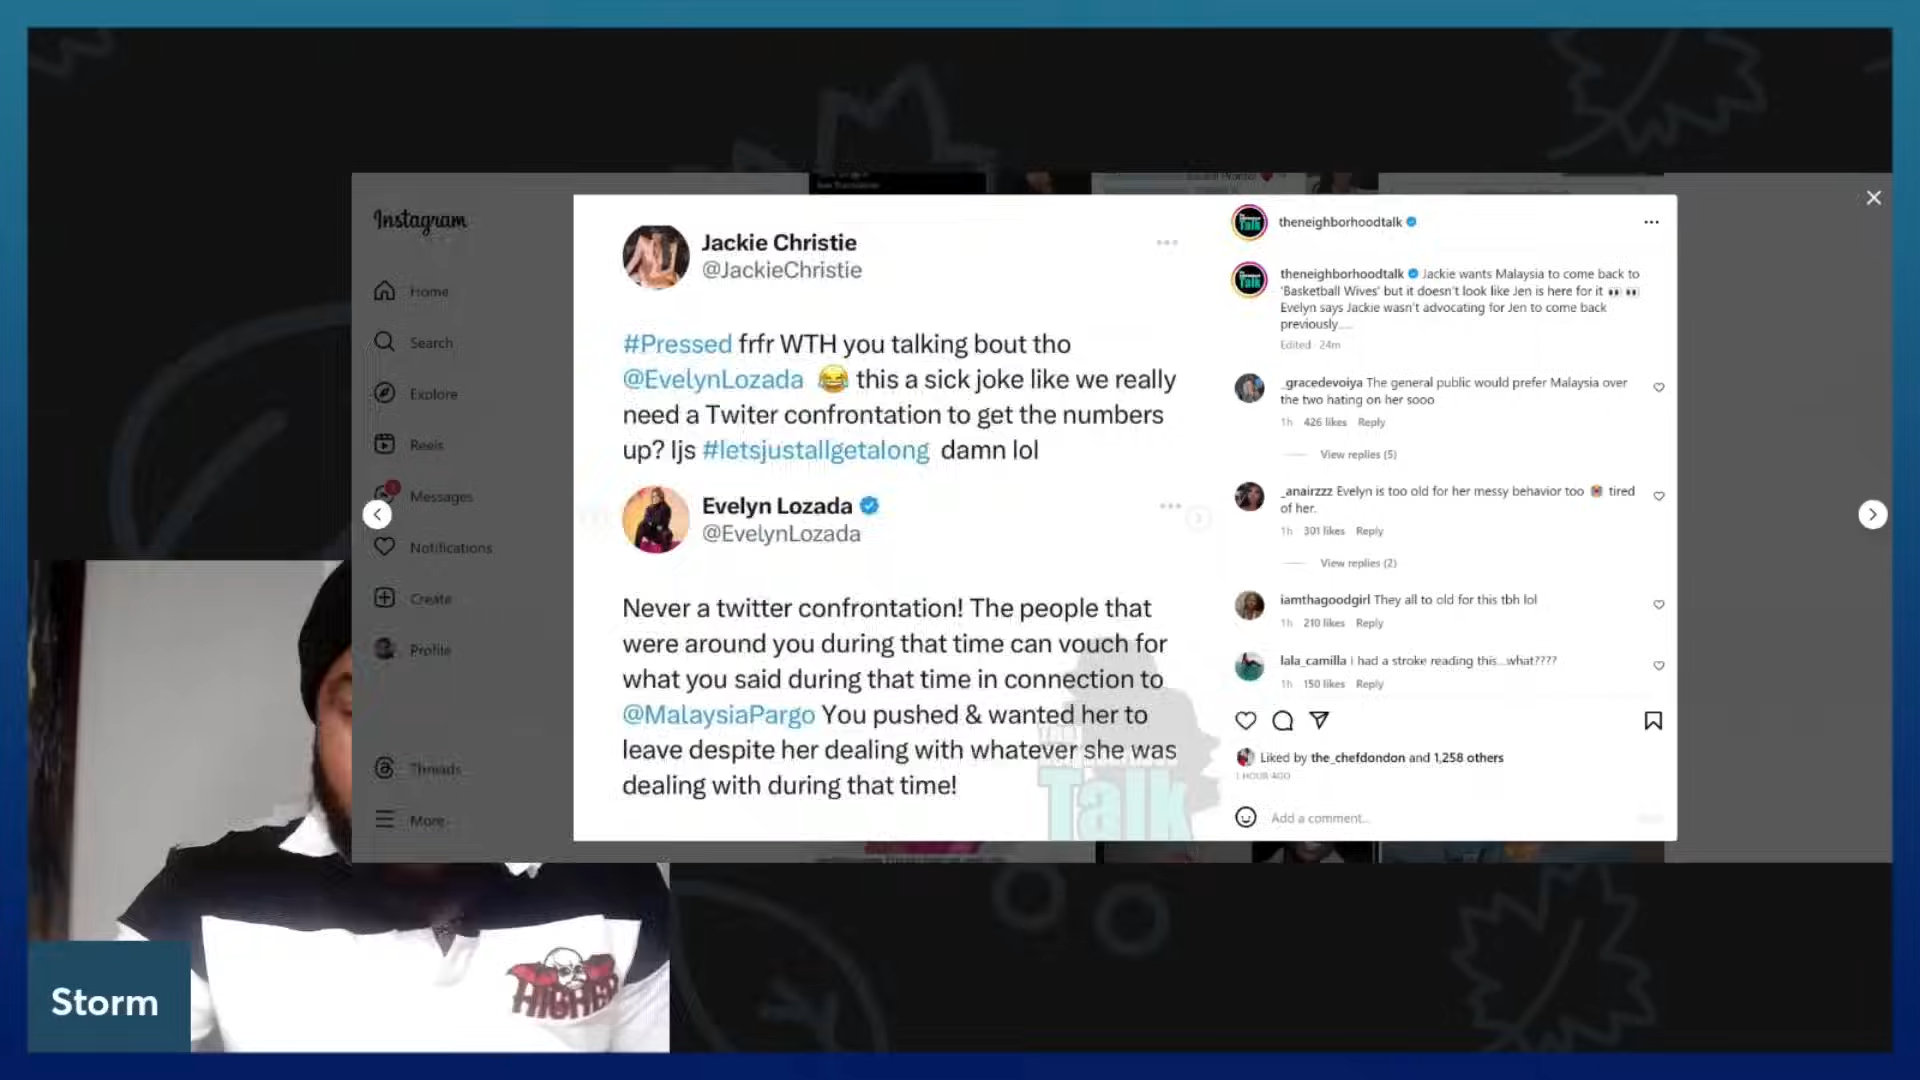 Instagram
Home
Search
Explore
Reels
Messages
Notifications
Create
Profile
Threads
More
Jackie Christie
@JackieChristie
#Pressed frfr WTH you talking bout tho
@EvelynLozada 😂 this a sick joke like we really
need a Twiter confrontation to get the numbers
up? Ijs #letsjustallgetalong damn lol
Evelyn Lozada
@EvelynLozada
Never a twitter confrontation! The people that
were around you during that time can vouch for
what you said during that time in connection to
@MalaysiaPargo You pushed & wanted her to
leave despite her dealing with whatever she was
dealing with during that time!
Talk
theneighborhoodtalk
theneighborhoodtalk Jackie wants Malaysia to come back to
'Basketball Wives' but it doesn't look like Jen is here for it 👀 👀
Evelyn says Jackie wasn't advocating for Jen to come back
previously....
Edited · 24m
_gracedevoiya The general public would prefer Malaysia over
the two hating on her sooo
1h 426 likes Reply
View replies (5)
_anairzzz Evelyn is too old for her messy behavior too tired
of her.
1h 301 likes Reply
View replies (2)
iamthagoodgirl They all to old for this tbh lol
1h 210 likes Reply
lala_camilla I had a stroke reading this...what????
1h 150 likes Reply
Liked by the_chefdondon and 1,258 others
1 HOUR AGO
Add a comment...
HIGHER
Storm